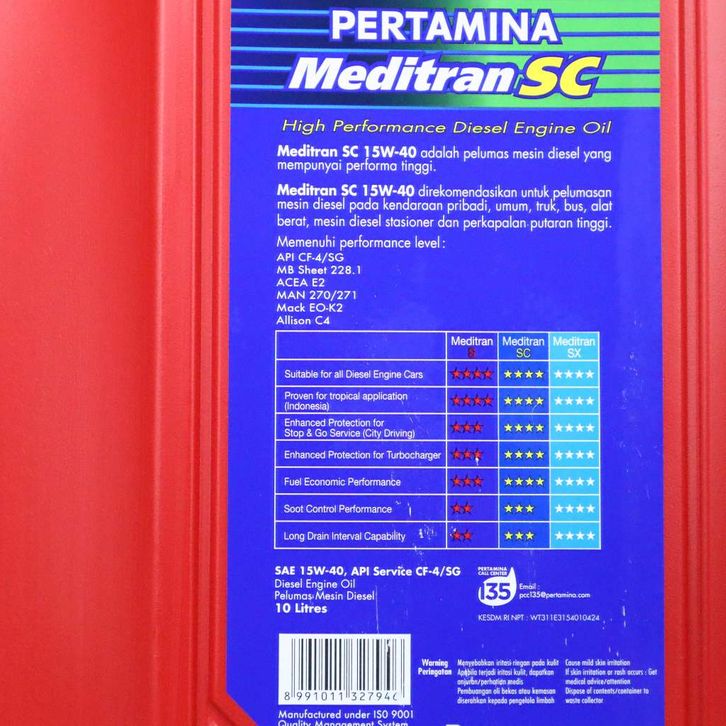 PERTAMINA
Meditran SC
High Performance Diesel Engine Oil
Meditran SC 15W-40 adalah pelumas mesin diesel yang
mempunyai performa tinggi.
Meditran SC 15W-40 direkomendasikan untuk pelumasan
mesin diesel pada kendaraan pribadi, umum, truk, bus, alat
berat, mesin diesel stasioner dan perkapalan putaran tinggi.
Memenuhi performance level :
API CF-4/SG
MB Sheet 228.1
ACEA E2
MAN 270/271
Mack EO-K2
Allison C4
Meditran S Meditran SC Meditran SX
Suitable for all Diesel Engine Cars ★★★★ ★★★★ ★★★★
Proven for tropical application
(Indonesia) ★★★★ ★★★★ ★★★★
Enhanced Protection for
Stop & Go Service (City Driving) ★★★ ★★★★ ★★★★
Enhanced Protection for Turbocharger ★★★ ★★★★ ★★★★
Fuel Economic Performance ★★★ ★★★★ ★★★★
Soot Control Performance ★★ ★★★ ★★★★
Long Drain Interval Capability ★★ ★★★ ★★★★
SAE 15W-40, API Service CF-4/SG
Diesel Engine Oil
Pelumas Mesin Diesel
10 Litres
PERTAMINA
CALL CENTER
135
Email :
pcc135@pertamina.com
KESDM RI NPT : WT311E3154010424
8 991011 327946
Manufactured under ISO 9001
Quality Management System
Warning
Peringatan
Menyebabkan iritasi ringan pada kulit
Apabila terjadi iritasi kulit, dapatkan
anjuran/perhatian medis
Pembuangan oli bekas atau kemasan
diserahkan kepada pengelola limbah
Cause mild skin irritation
If skin irritation or rash occurs : Get
medical advice/attention
Dispose of contents/container to
waste collector